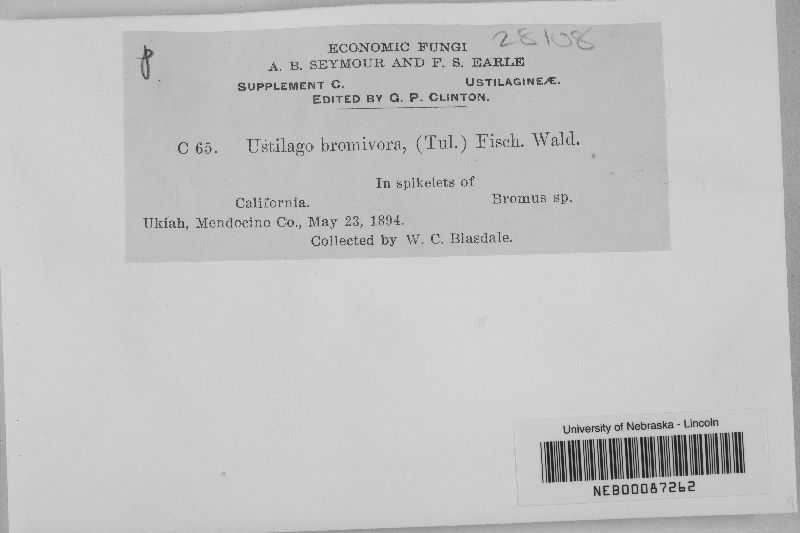 28108
ECONOMIC FUNGI
A. B. SEYMOUR AND F. S. EARLE
SUPPLEMENT C. USTILAGINEÆ.
EDITED BY G. P. CLINTON.
C 65. Ustilago bromivora, (Tul.) Fisch. Wald.
In spikelets of
California. Bromus sp.
Ukiah, Mendocino Co., May 23, 1894.
Collected by W. C. Blasdale.
University of Nebraska - Lincoln
NEB00087262